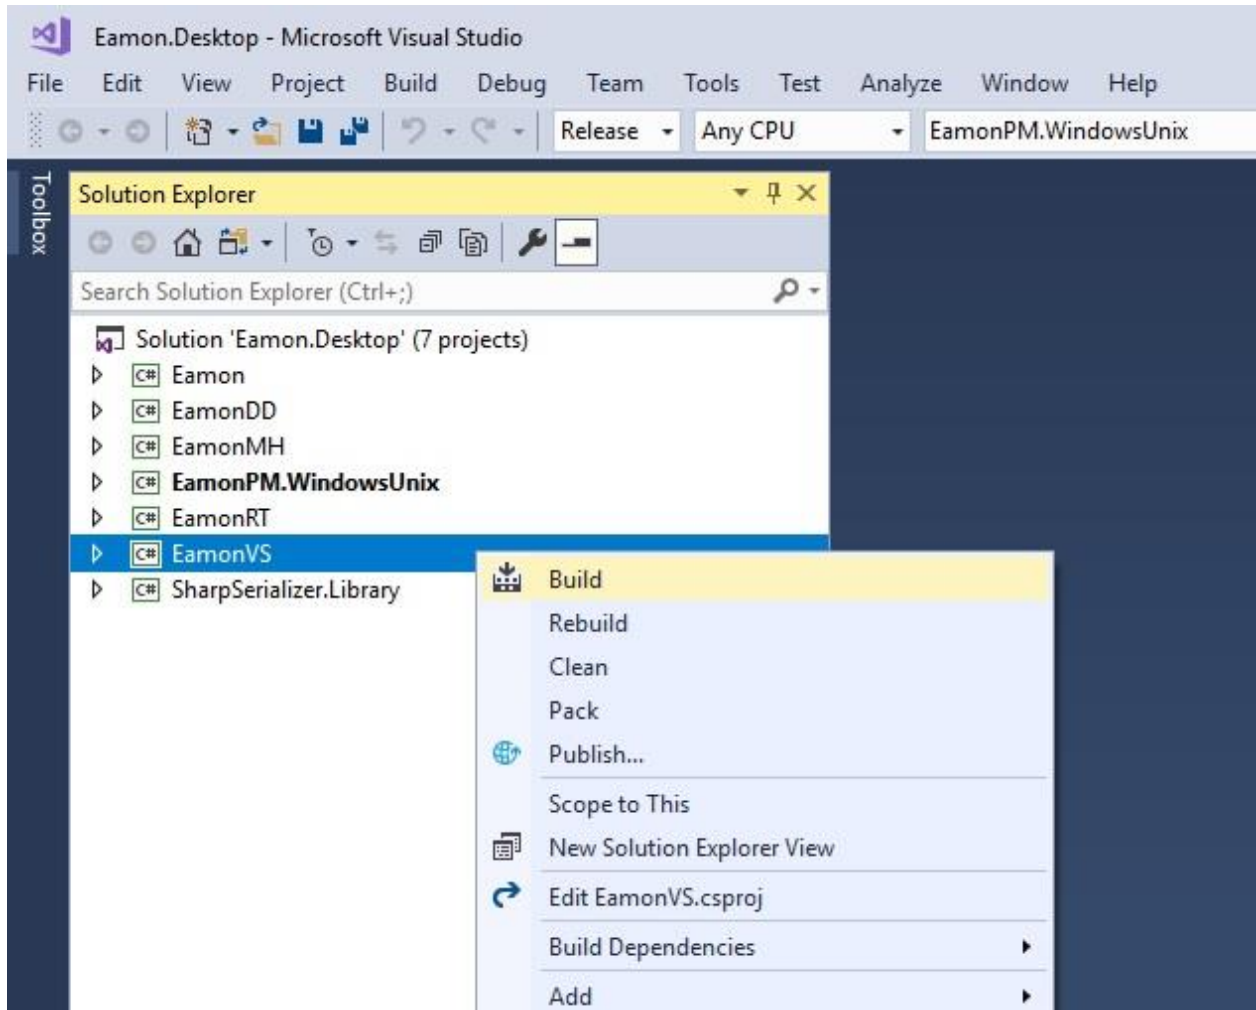 Eamon.Desktop - Microsoft Visual Studio
File Edit View Project Build Debug Team Tools Test Analyze Window Help
Release Any CPU EamonPM.WindowsUnix
Toolbox
Solution Explorer
Search Solution Explorer (Ctrl+;)
Solution 'Eamon.Desktop' (7 projects)
C# Eamon
C# EamonDD
C# EamonMH
C# EamonPM.WindowsUnix
C# EamonRT
C# EamonVS
C# SharpSerializer.Library
Build
Rebuild
Clean
Pack
Publish...
Scope to This
New Solution Explorer View
Edit EamonVS.csproj
Build Dependencies
Add